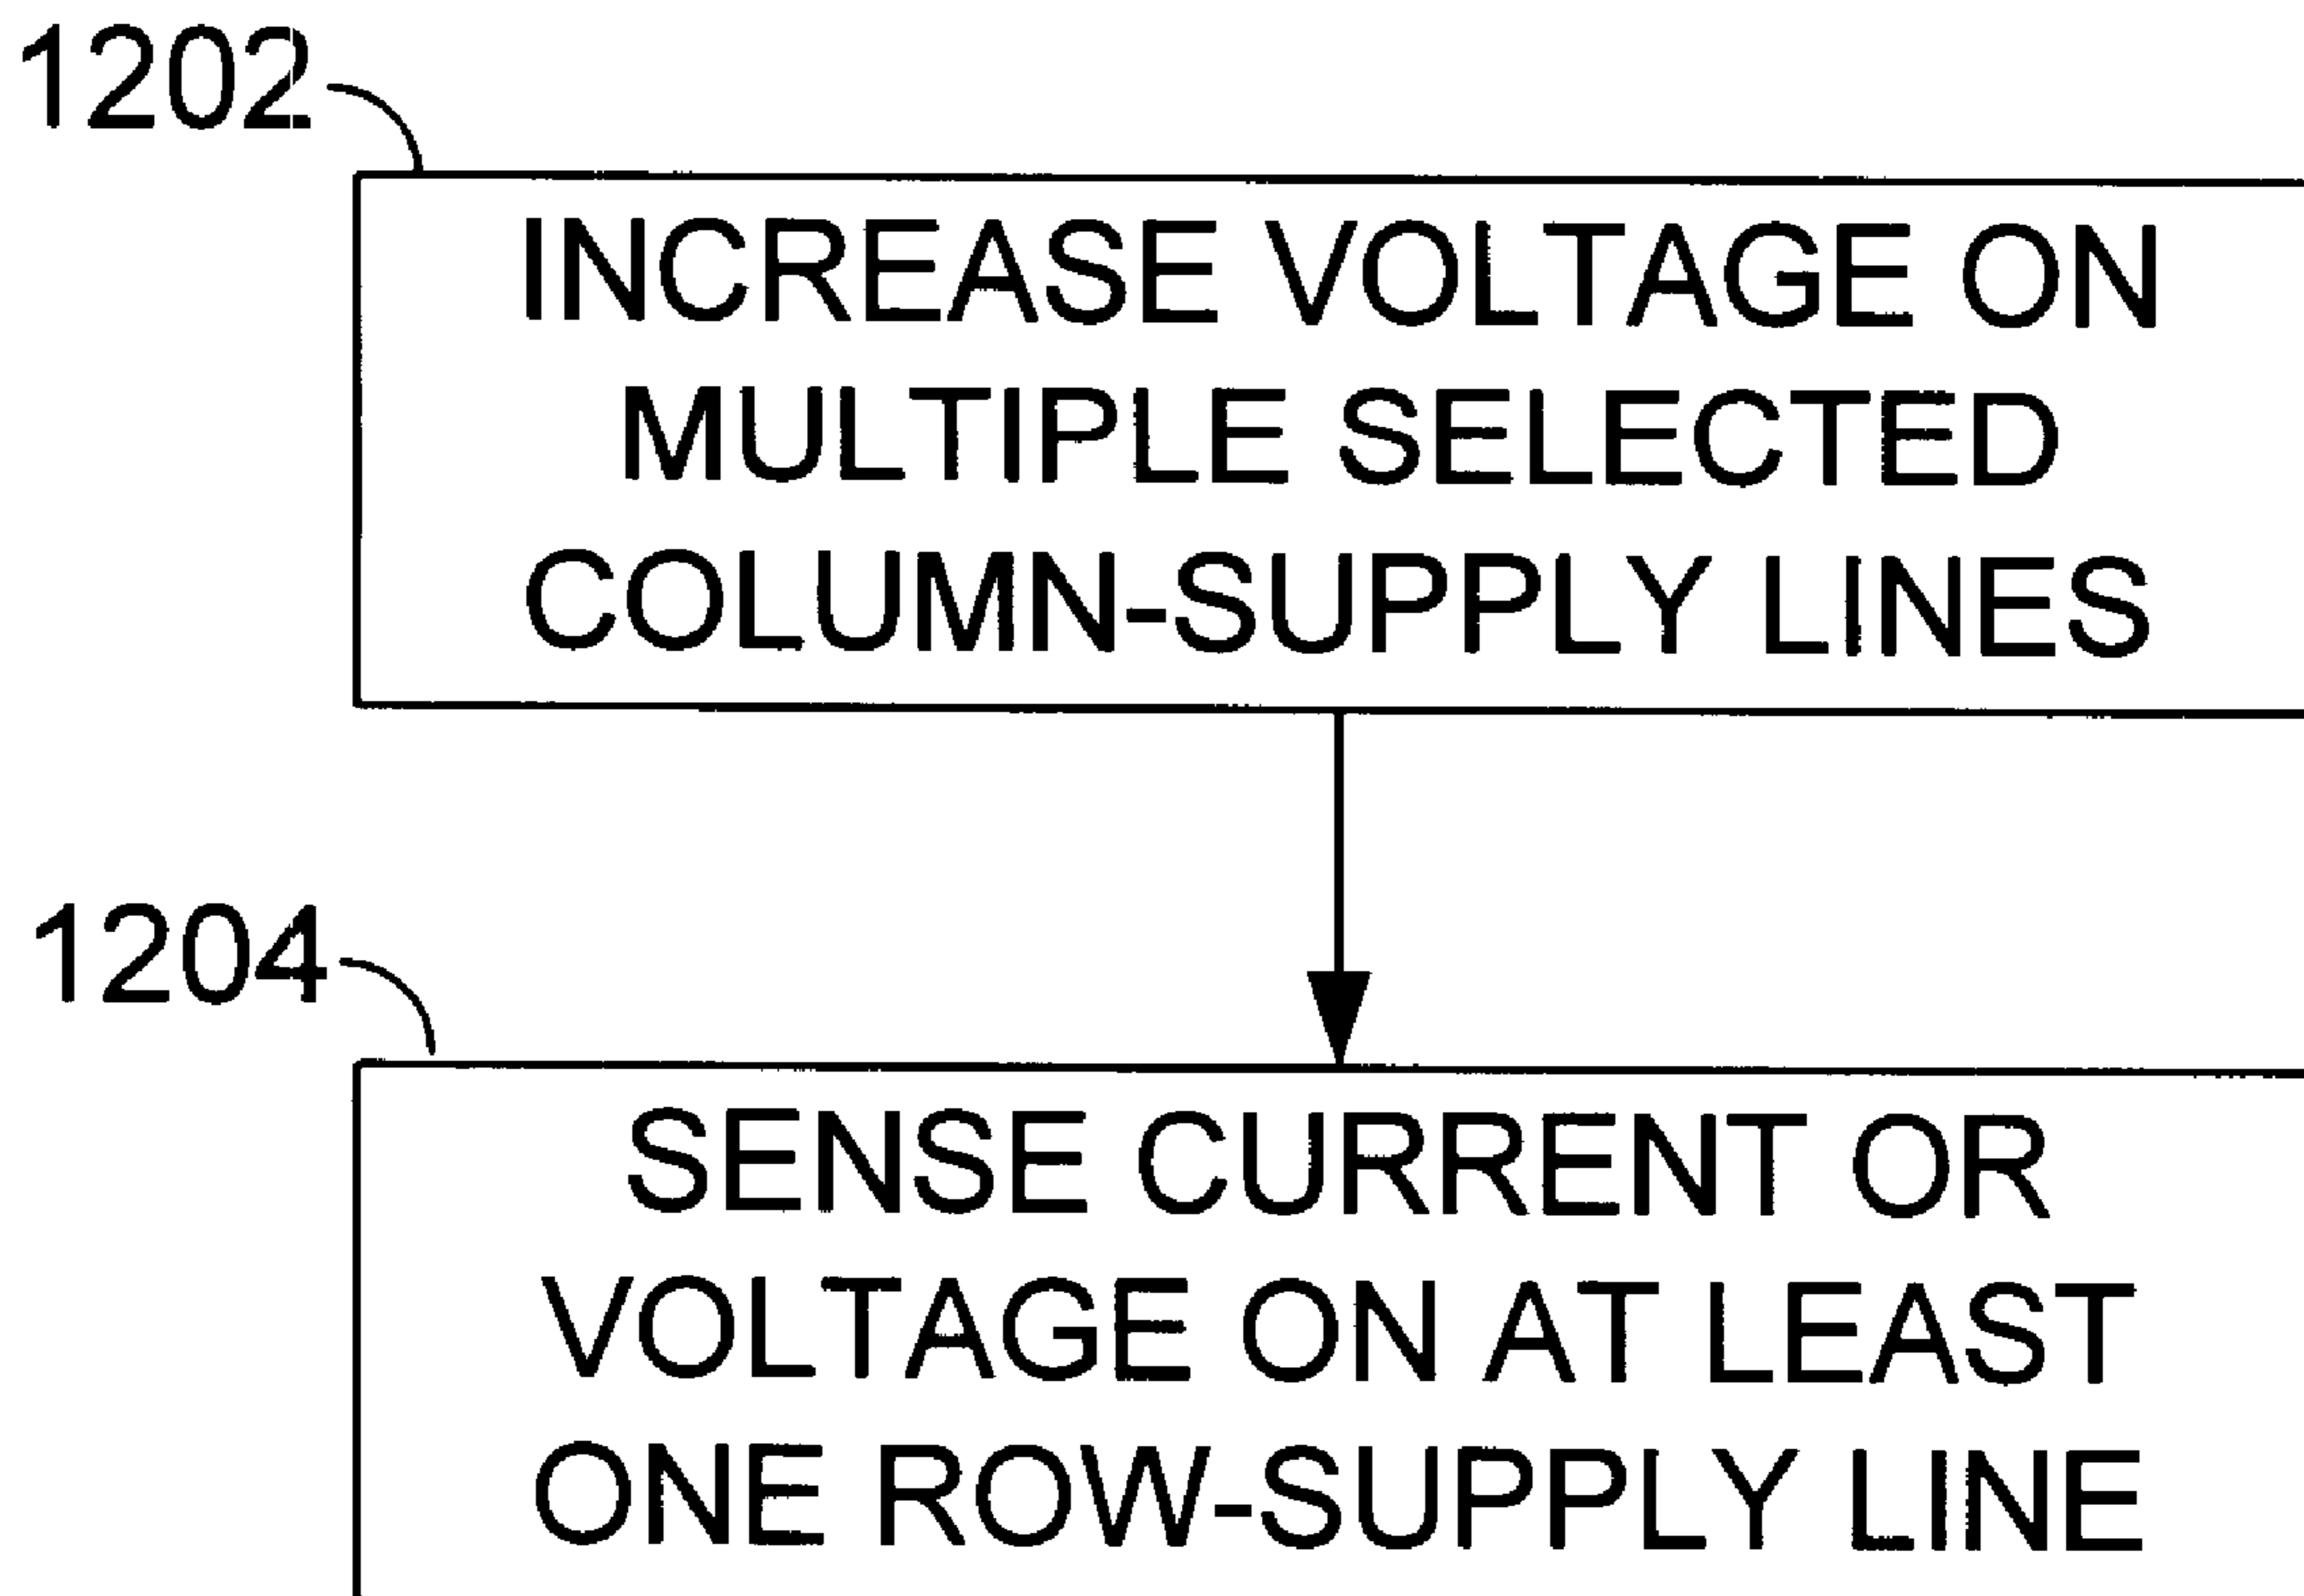 1202
INCREASE VOLTAGE ON
MULTIPLE SELECTED
COLUMN-SUPPLY LINES
1204
SENSE CURRENT OR
VOLTAGE ON AT LEAST
ONE ROW-SUPPLY LINE